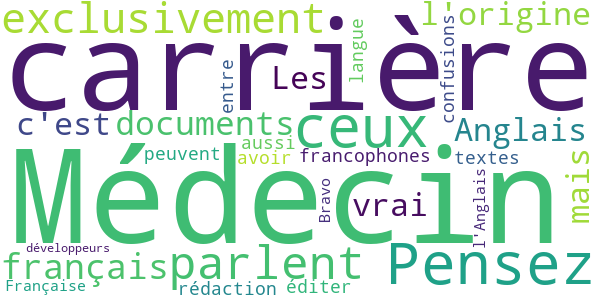 exclusivement l'origine
carrière
entre Les langue confusions
c'est documents ceux Anglais
aussi
peuvent avoir francophones textes
Médecin
Bravo vrai l'Anglais mais
développeurs
français parlent Pensez
Française rédaction éditer